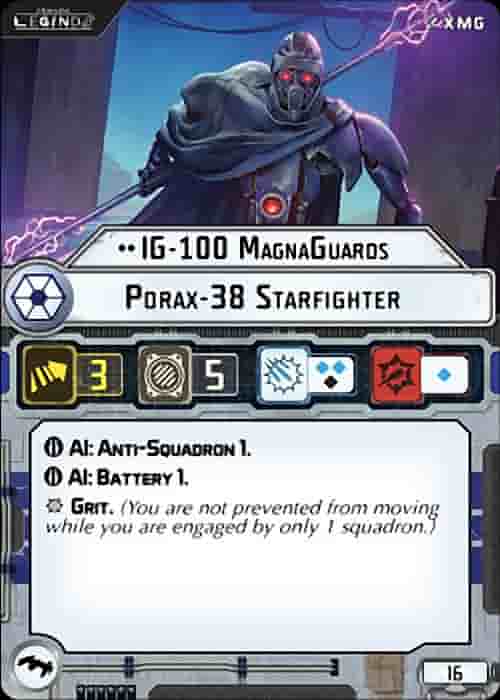 ARMADA
LEGENDS
XMG
•• IG-100 MAGNAGUARDS
PORAX-38 STARFIGHTER
3
5
AI: ANTI-SQUADRON 1.
AI: BATTERY 1.
GRIT. (You are not prevented from moving
while you are engaged by only 1 squadron.)
16